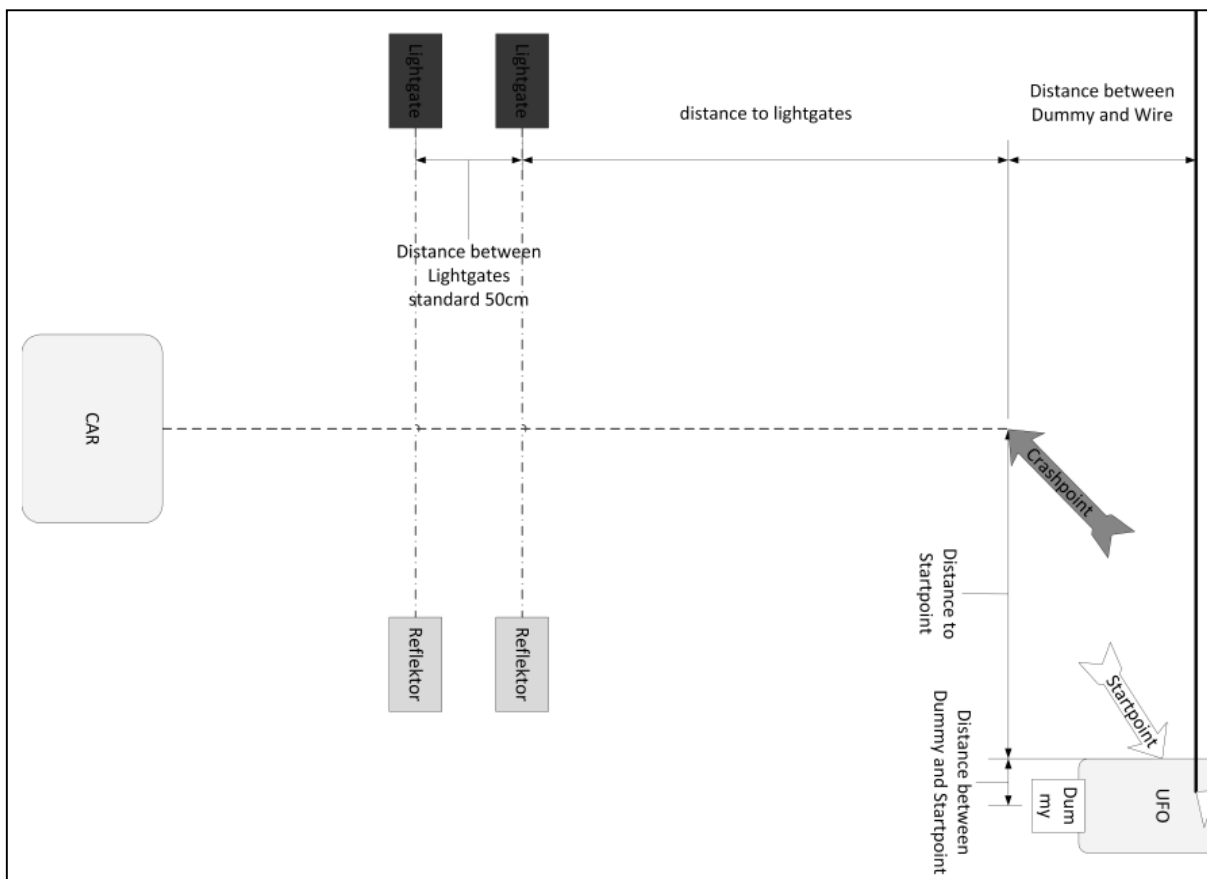 Lightgate
Lightgate
Distance between
Dummy and Wire
distance to lightgates
Distance between
Lightgates
standard 50cm
CAR
Crashpoint
Distance to
Startpoint
Reflektor
Reflektor
Startpoint
Distance between
Dummy and Startpoint
Dum
my
UFO